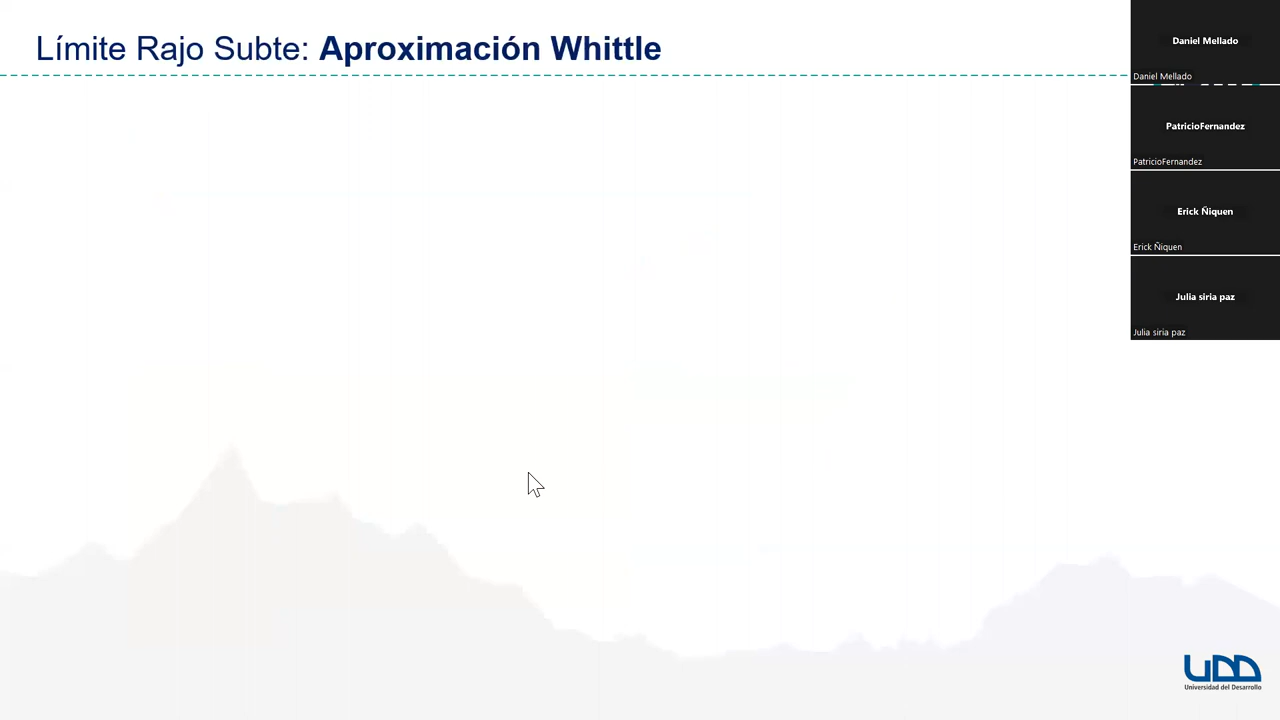 Límite Rajo Subte: Aproximación Whittle
Daniel Mellado
Daniel Mellado
PatricioFernandez
PatricioFernandez
Erick Ñiquen
Erick Ñiquen
Julia siria paz
Julia siria paz
UDD
Universidad del Desarrollo